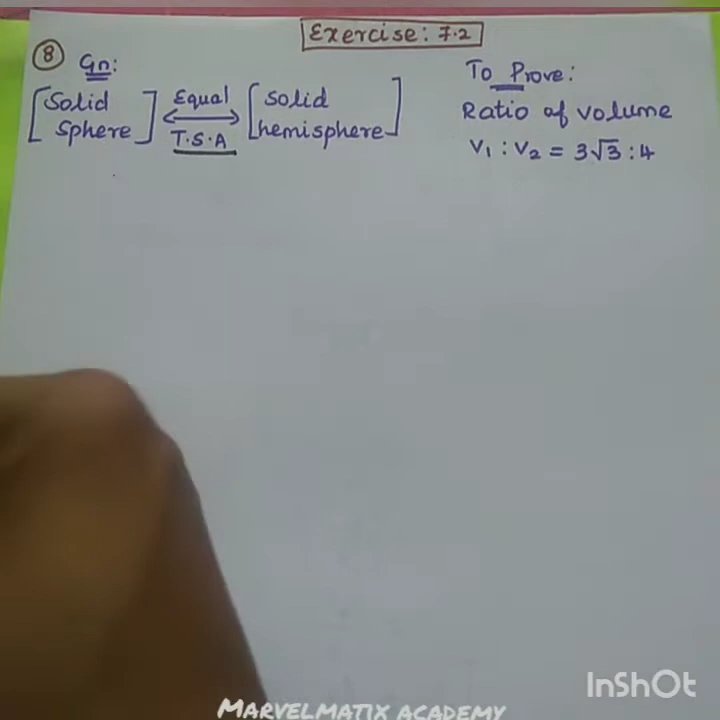 Exercise: 7.2
8 Gn:
[Solid Sphere] Equal T.S.A [Solid hemisphere]
To Prove:
Ratio of volume
V₁ : V₂ = 3√3 : 4
InShOt
MARVELMATIX ACADEMY